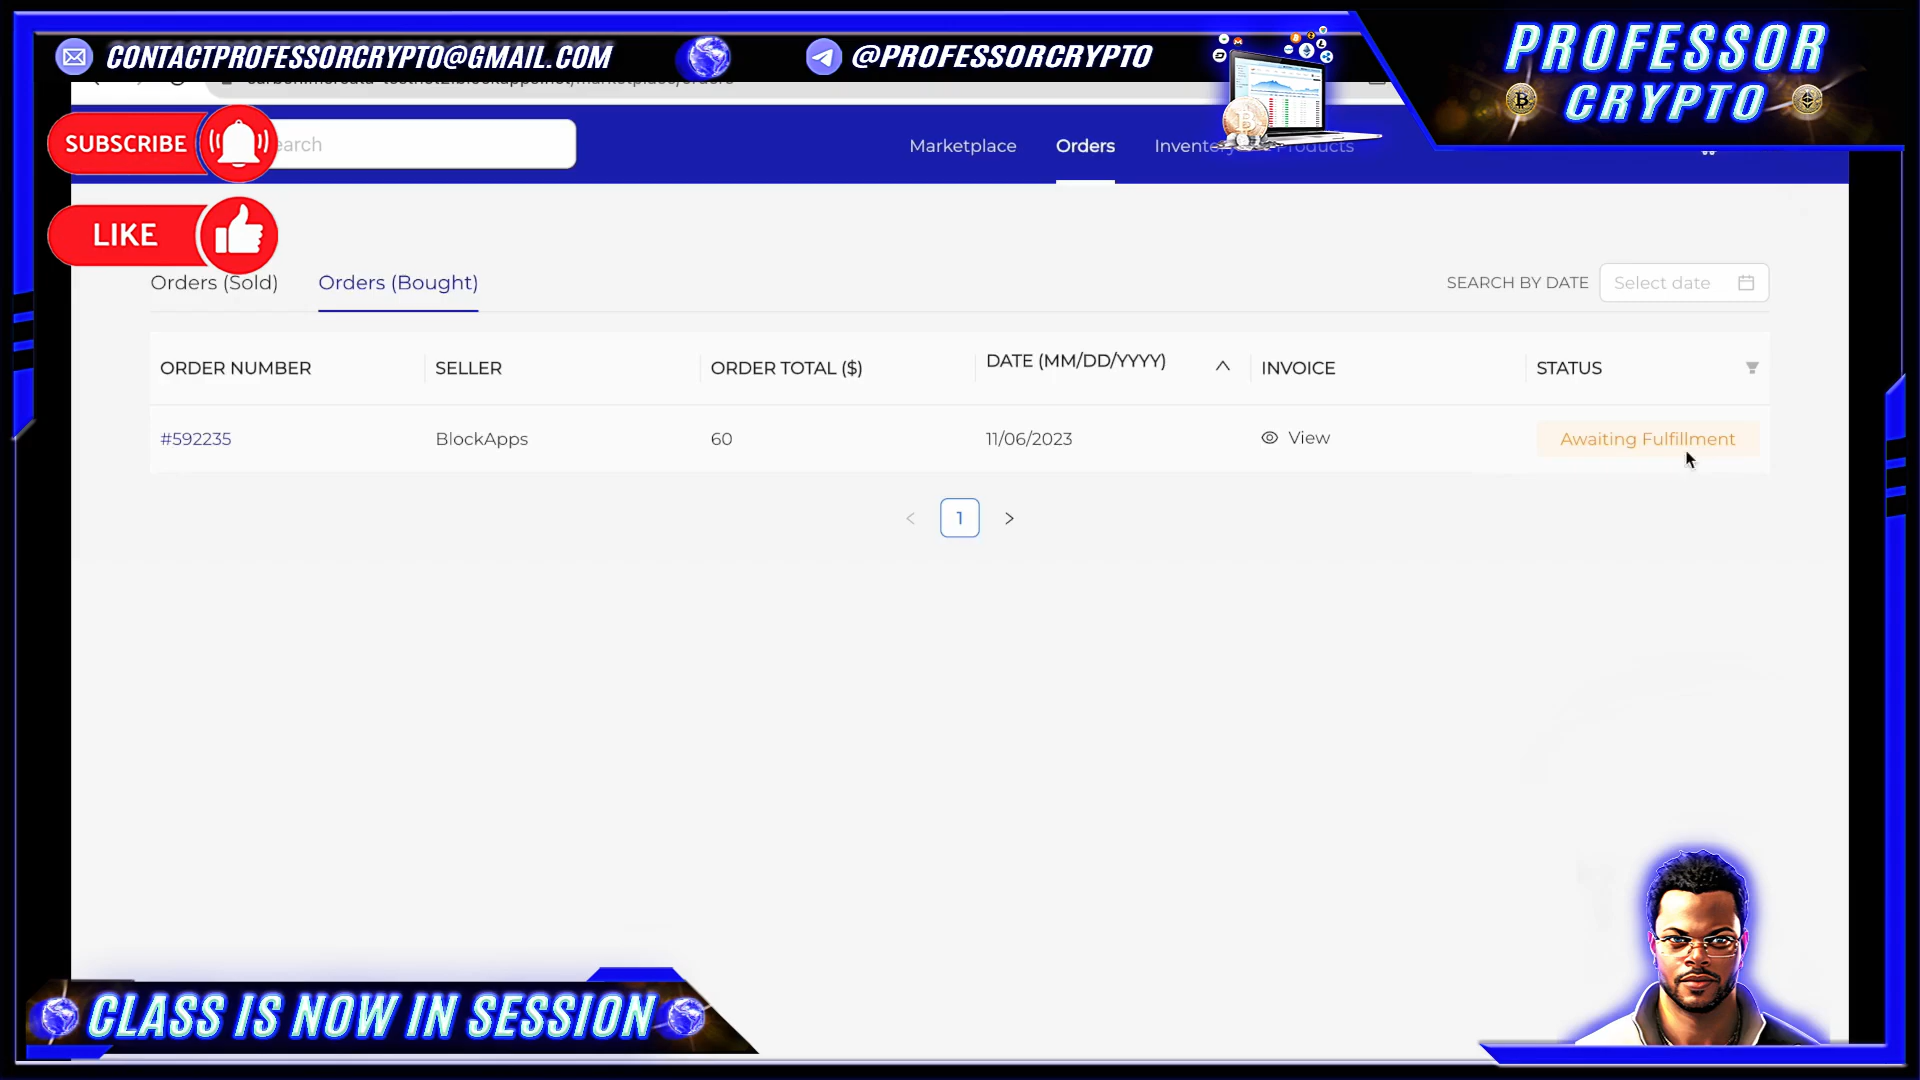 CONTACTPROFESSORCRYPTO@GMAIL.COM
@PROFESSORCRYPTO
PROFESSOR
CRYPTO
SUBSCRIBE
earch
Marketplace
Orders
Products
LIKE
Orders (Sold)
Orders (Bought)
SEARCH BY DATE
Select date
ORDER NUMBER
SELLER
ORDER TOTAL ($)
DATE (MM/DD/YYYY)
INVOICE
STATUS
#592235
BlockApps
60
11/06/2023
View
Awaiting Fulfillment
1
CLASS IS NOW IN SESSION